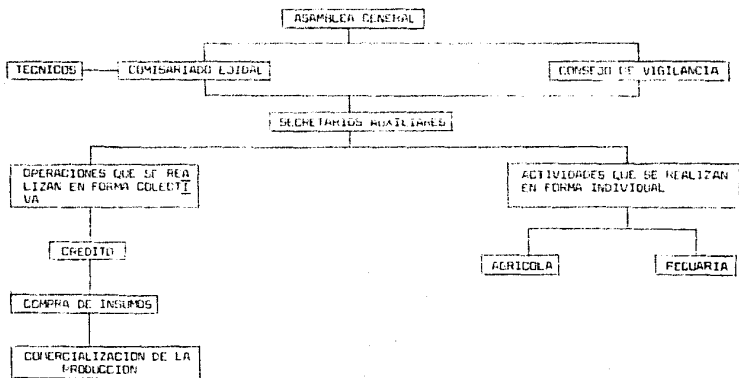 ASAMBLEA GENERAL
TECNICOS
COMISARIADO EJIDAL
CONSEJO DE VIGILANCIA
SECRETARIOS AUXILIARES
OPERACIONES QUE SE REA
LIZAN EN FORMA COLECTI
VA
ACTIVIDADES QUE SE REALIZAN
EN FORMA INDIVIDUAL
CREDITO
AGRICOLA
PECUARIA
COMPRA DE INSUMOS
COMERCIALIZACION DE LA
PRODUCCION